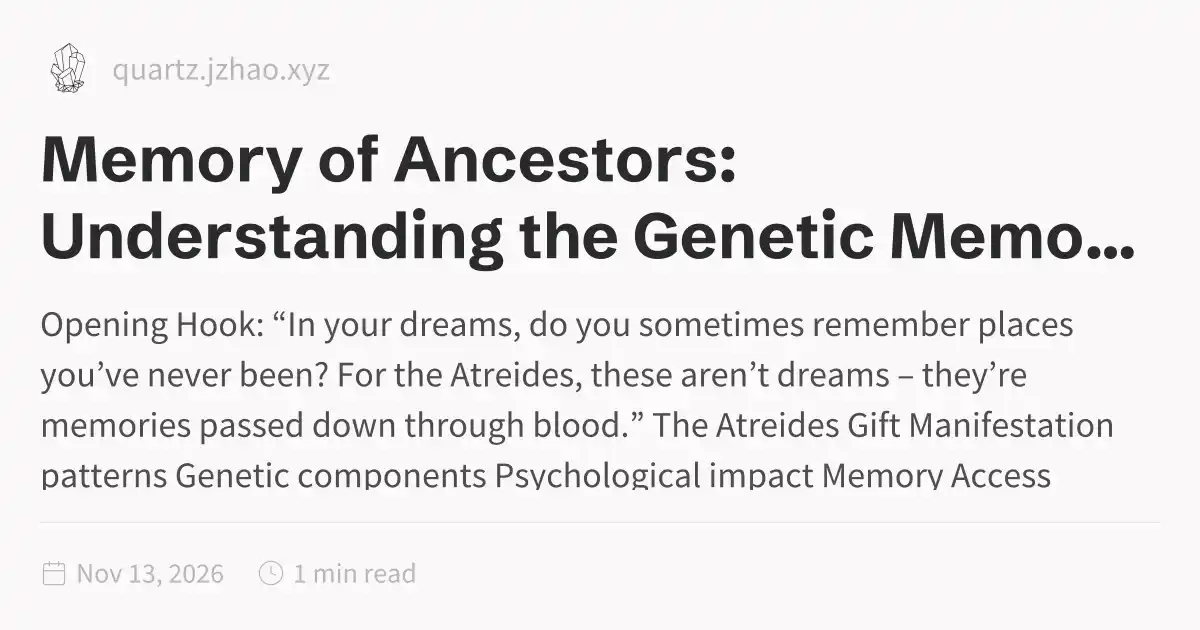 quartz.jzhao.xyz
Memory of Ancestors:
Understanding the Genetic Memo...
Opening Hook: “In your dreams, do you sometimes remember places
you’ve never been? For the Atreides, these aren’t dreams – they’re
memories passed down through blood.” The Atreides Gift Manifestation
patterns Genetic components Psychological impact Memory Access
Nov 13, 2026
1 min read